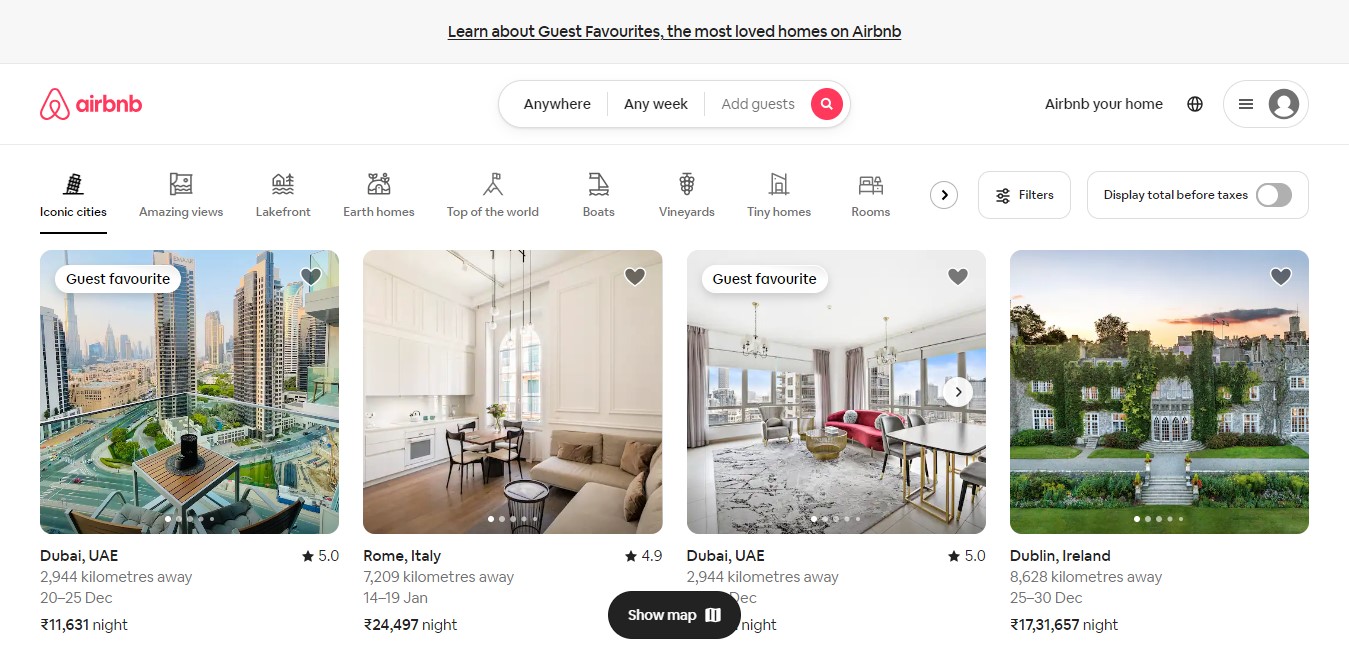 Learn about Guest Favourites, the most loved homes on Airbnb
airbnb
Anywhere Any week Add guests
Airbnb your home
Iconic cities Amazing views Lakefront Earth homes Top of the world Boats Vineyards Tiny homes Rooms
Filters
Display total before taxes
Guest favourite
Guest favourite
Dubai, UAE 5.0
2,944 kilometres away
20–25 Dec
₹11,631 night
Rome, Italy 4.9
7,209 kilometres away
14–19 Jan
₹24,497 night
Dubai, UAE 5.0
2,944 kilometres away
Dec
night
Dublin, Ireland
8,628 kilometres away
25–30 Dec
₹17,31,657 night
Show map